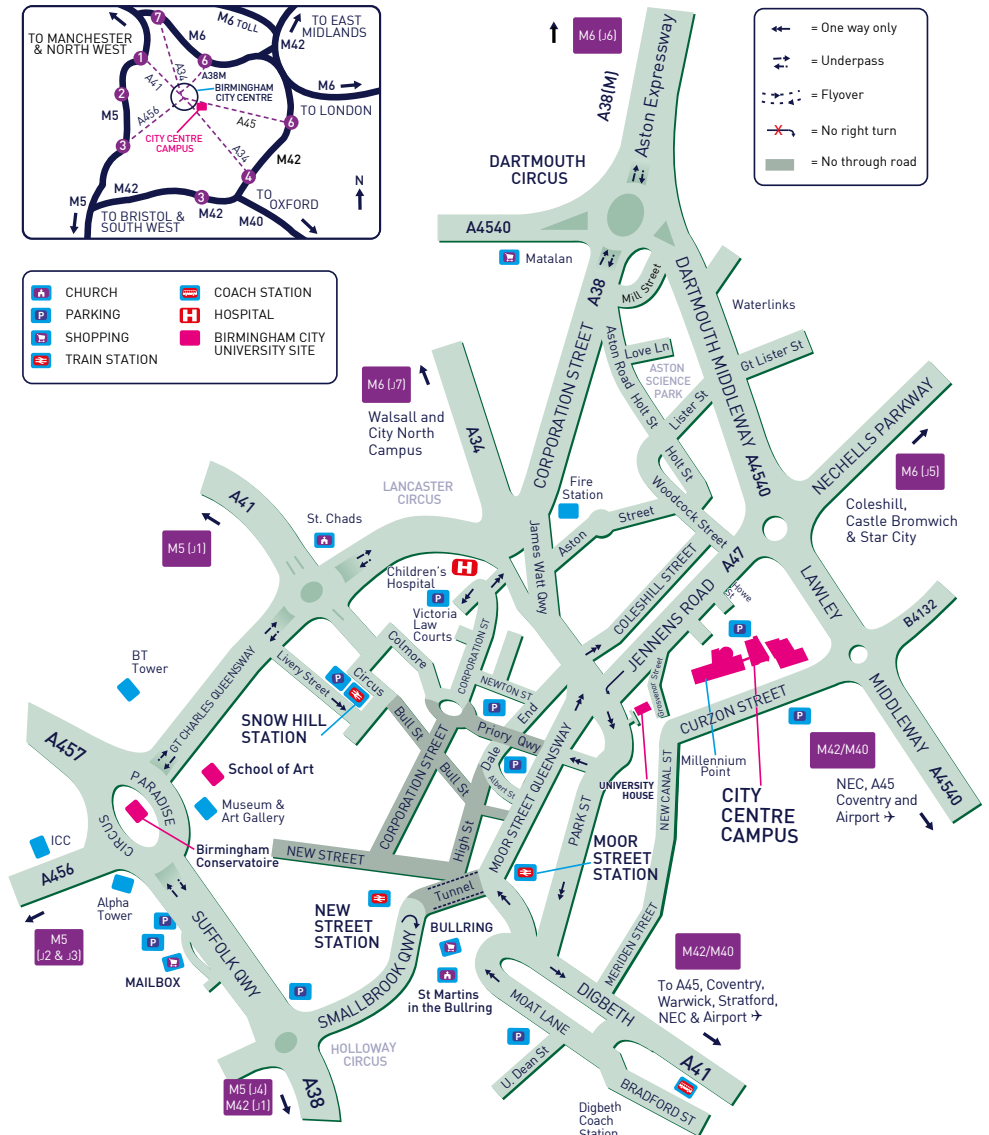 TO MANCHESTER
& NORTH WEST
7
M6
M6 TOLL
TO EAST
MIDLANDS
M42
1
A34
6
A38M
A41
BIRMINGHAM
CITY CENTRE
M6
2
M5
A456
TO LONDON
A45
6
CITY CENTRE
CAMPUS
3
A34
M42
4
M42
3
M42
TO
OXFORD
N
M5
TO BRISTOL &
SOUTH WEST
M40
CHURCH
PARKING
SHOPPING
TRAIN STATION
COACH STATION
HOSPITAL
BIRMINGHAM CITY
UNIVERSITY SITE
= One way only
= Underpass
= Flyover
= No right turn
= No through road
M6 (J6)
A38(M)
Aston Expressway
DARTMOUTH
CIRCUS
A4540
Matalan
A38
Mill Street
DARTMOUTH MIDDLEWAY
A4540
Waterlinks
CORPORATION STREET
Aston Road
Love Ln
ASTON
SCIENCE
PARK
Gt Lister St
Holt St
Lister St
Holt St
NECHELLS PARKWAY
M6 (J5)
Coleshill,
Castle Bromwich
& Star City
M6 (J7)
Walsall and
City North
Campus
A34
LANCASTER
CIRCUS
Fire
Station
Woodcock Street
Aston
Street
James Watt Qwy
A41
M5 (J1)
St. Chads
Children's
Hospital
H
P
Victoria
Law
Courts
COLESHILL STREET
A47
JENNENS ROAD
Howe
St
LAWLEY
MIDDLEWAY
A4540
B4132
BT
Tower
GT CHARLES QUEENSWAY
Livery Street
Colmore
Circus
P
SNOW HILL
STATION
Bull St
CORPORATION ST
NEWTON ST
P
Priory Qwy
Dale
End
P
Albert St
Bull St
CORPORATION STREET
High St
NEW STREET
MOOR STREET QUEENSWAY
PARK ST
Grosvenor Street
UNIVERSITY
HOUSE
P
CURZON STREET
P
Millennium
Point
CITY
CENTRE
CAMPUS
M42/M40
NEC, A45
Coventry and
Airport ✈
NEW CANAL ST
MOOR
STREET
STATION
A457
PARADISE
CIRCUS
School of Art
Museum &
Art Gallery
Birmingham
Conservatoire
ICC
A456
Alpha
Tower
M5
(J2 & J3)
P
P
MAILBOX
SUFFOLK QWY
P
NEW
STREET
STATION
Tunnel
SMALLBROOK QWY
BULLRING
St Martins
in the Bullring
HOLLOWAY
CIRCUS
M5 (J4)
M42 (J1)
A38
MERIDEN STREET
DIGBETH
MOAT LANE
P
U. Dean St
M42/M40
To A45, Coventry,
Warwick, Stratford,
NEC & Airport ✈
A41
BRADFORD ST
Digbeth
Coach
Station